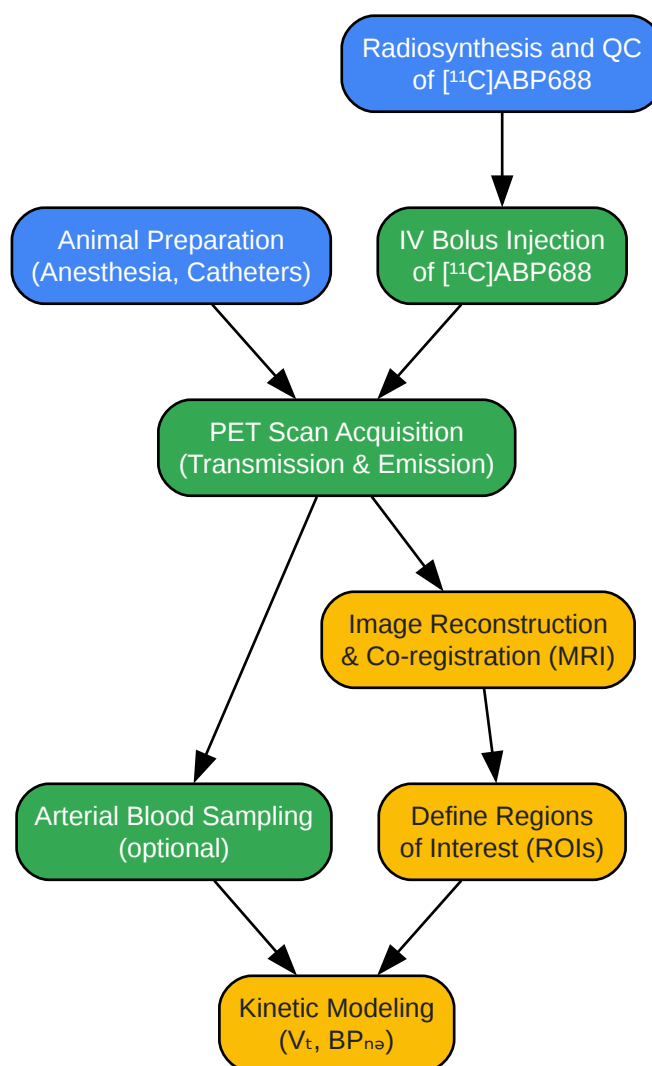 Radiosynthesis and QC
of [¹¹C]ABP688
Animal Preparation
(Anesthesia, Catheters)
IV Bolus Injection
of [¹¹C]ABP688
PET Scan Acquisition
(Transmission & Emission)
Image Reconstruction
& Co-registration (MRI)
Arterial Blood Sampling
(optional)
Define Regions
of Interest (ROIs)
Kinetic Modeling
(Vₜ, BPₙₔ)